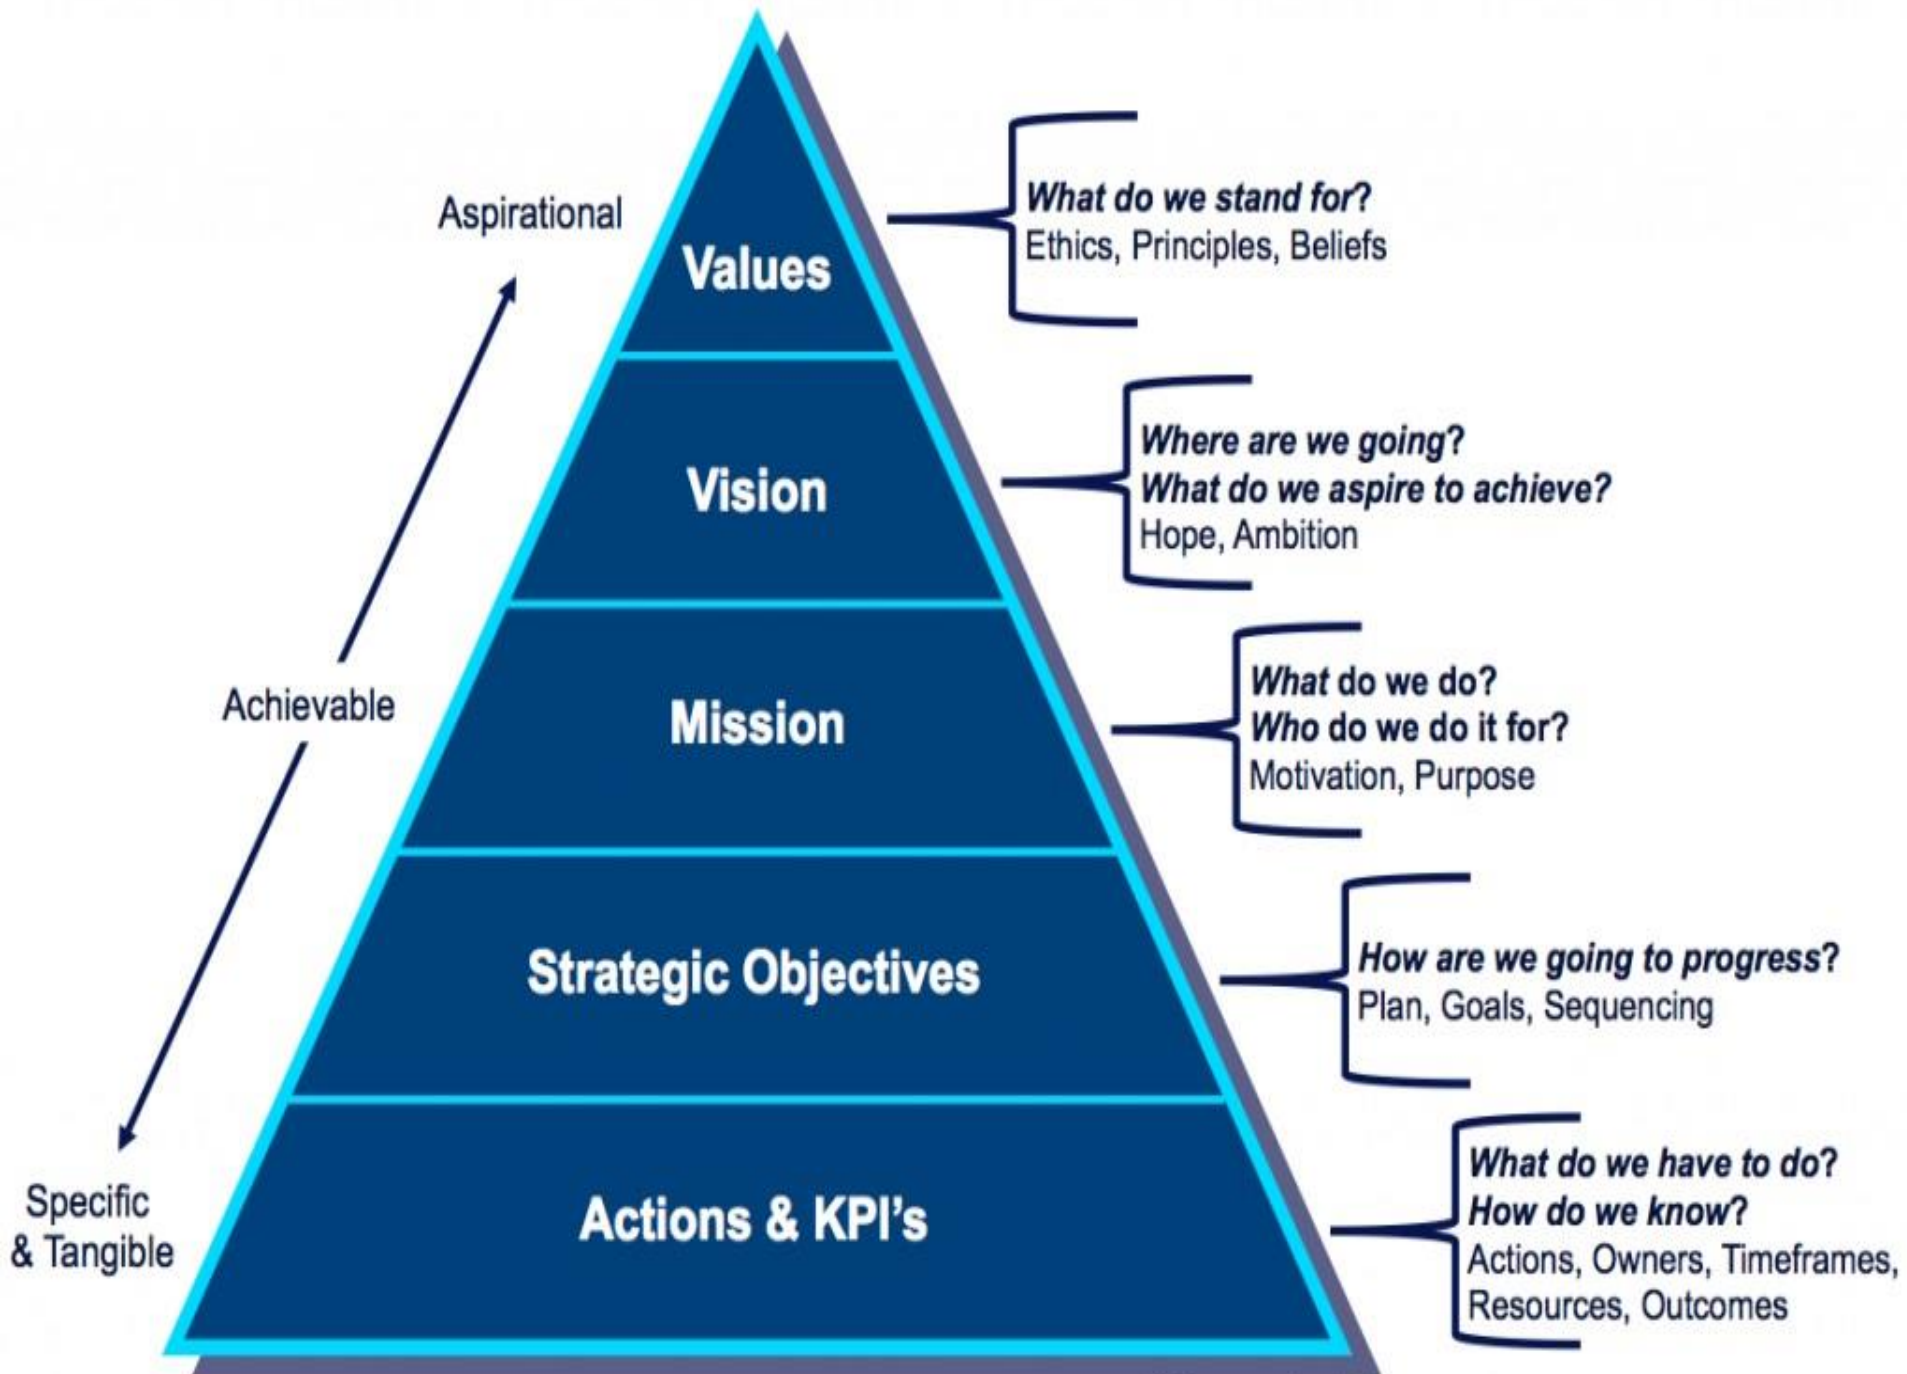 Aspirational
Values
What do we stand for?
Ethics, Principles, Beliefs
Vision
Where are we going?
What do we aspire to achieve?
Hope, Ambition
Achievable
Mission
What do we do?
Who do we do it for?
Motivation, Purpose
Strategic Objectives
How are we going to progress?
Plan, Goals, Sequencing
Specific
& Tangible
Actions & KPI's
What do we have to do?
How do we know?
Actions, Owners, Timeframes,
Resources, Outcomes